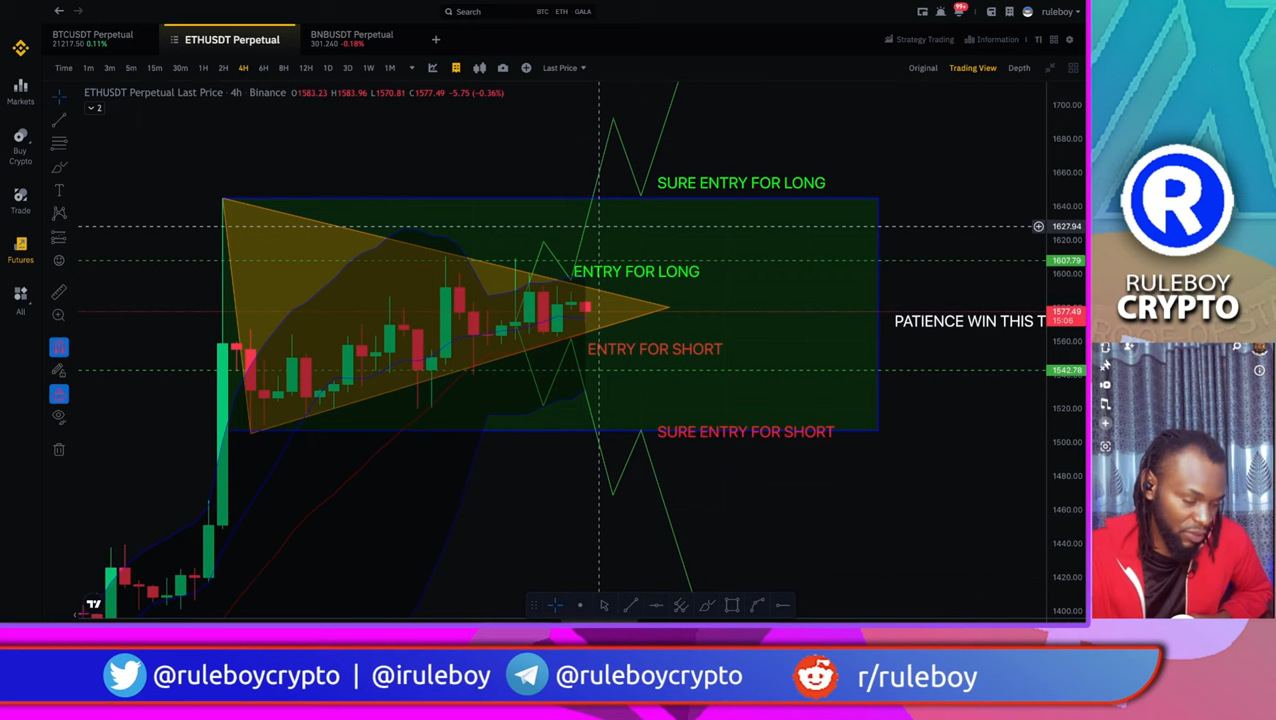 Search
BTC
ETH
GALA
99+
ruleboy
BTCUSDT Perpetual
21217.50 0.11%
ETHUSDT Perpetual
BNBUSDT Perpetual
301.240 -0.18%
Strategy Trading
Information
Time 1m 3m 5m 15m 30m 1H 2H 4H 6H 8H 12H 1D 3D 1W 1M
Last Price
Original
Trading View
Depth
Markets
Buy
Crypto
Trade
Futures
All
ETHUSDT Perpetual Last Price · 4h · Binance O1583.23 H1583.96 L1570.81 C1577.49 -5.75 (-0.36%)
2
SURE ENTRY FOR LONG
ENTRY FOR LONG
PATIENCE WIN THIS T
ENTRY FOR SHORT
SURE ENTRY FOR SHORT
1700.00
1680.00
1660.00
1640.00
1627.94
1620.00
1607.79
1600.00
1577.49
15:06
1560.00
1542.78
1520.00
1500.00
1480.00
1460.00
1440.00
1420.00
1400.00
R
RULEBOY
CRYPTO
@ruleboycrypto | @iruleboy
@ruleboycrypto
r/ruleboy